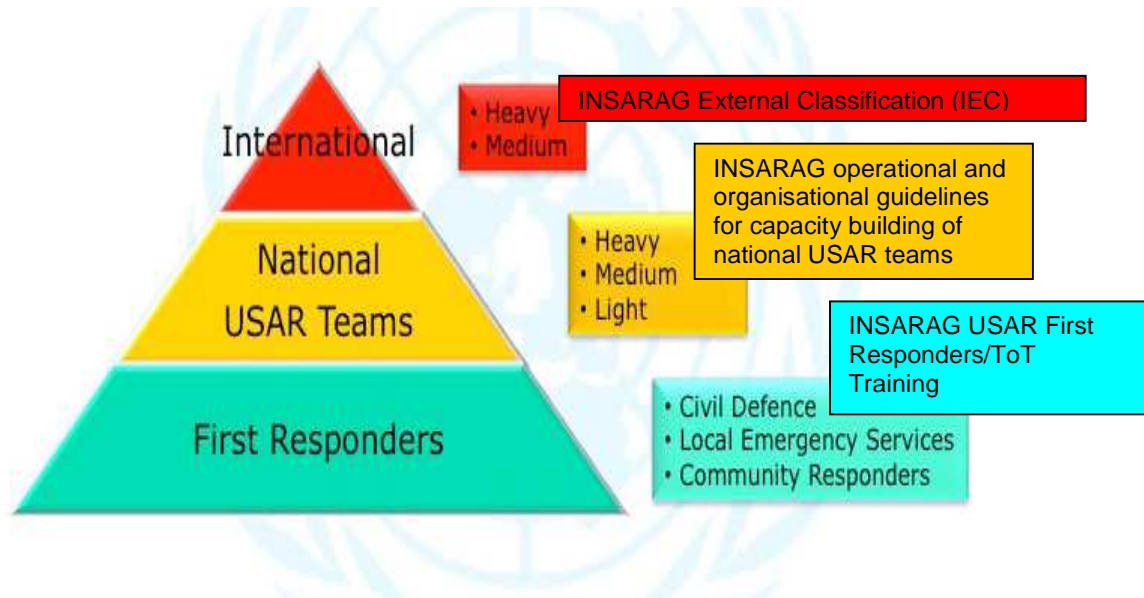 International
• Heavy
• Medium
INSARAG External Classification (IEC)
National
USAR Teams
• Heavy
• Medium
• Light
INSARAG operational and
organisational guidelines
for capacity building of
national USAR teams
First Responders
• Civil Defence
• Local Emergency Services
• Community Responders
INSARAG USAR First
Responders/ToT
Training